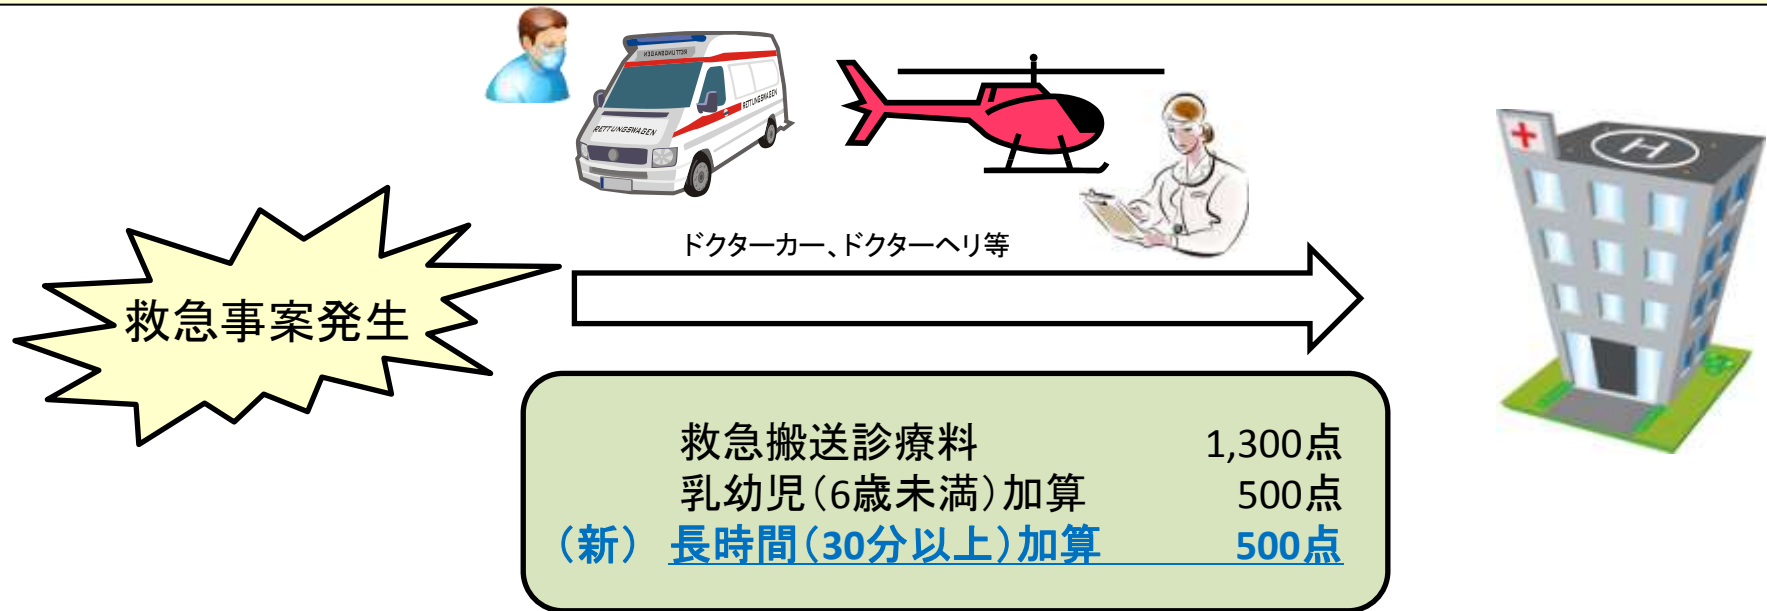 RETTUNGSWAGEN
RETTUNGSWAGEN
RETTUNGSWAGEN
H
ドクターカー、ドクターヘリ等
救急事案発生
救急搬送診療料 1,300点
乳幼児(6歳未満)加算 500点
(新) 長時間(30分以上)加算 500点